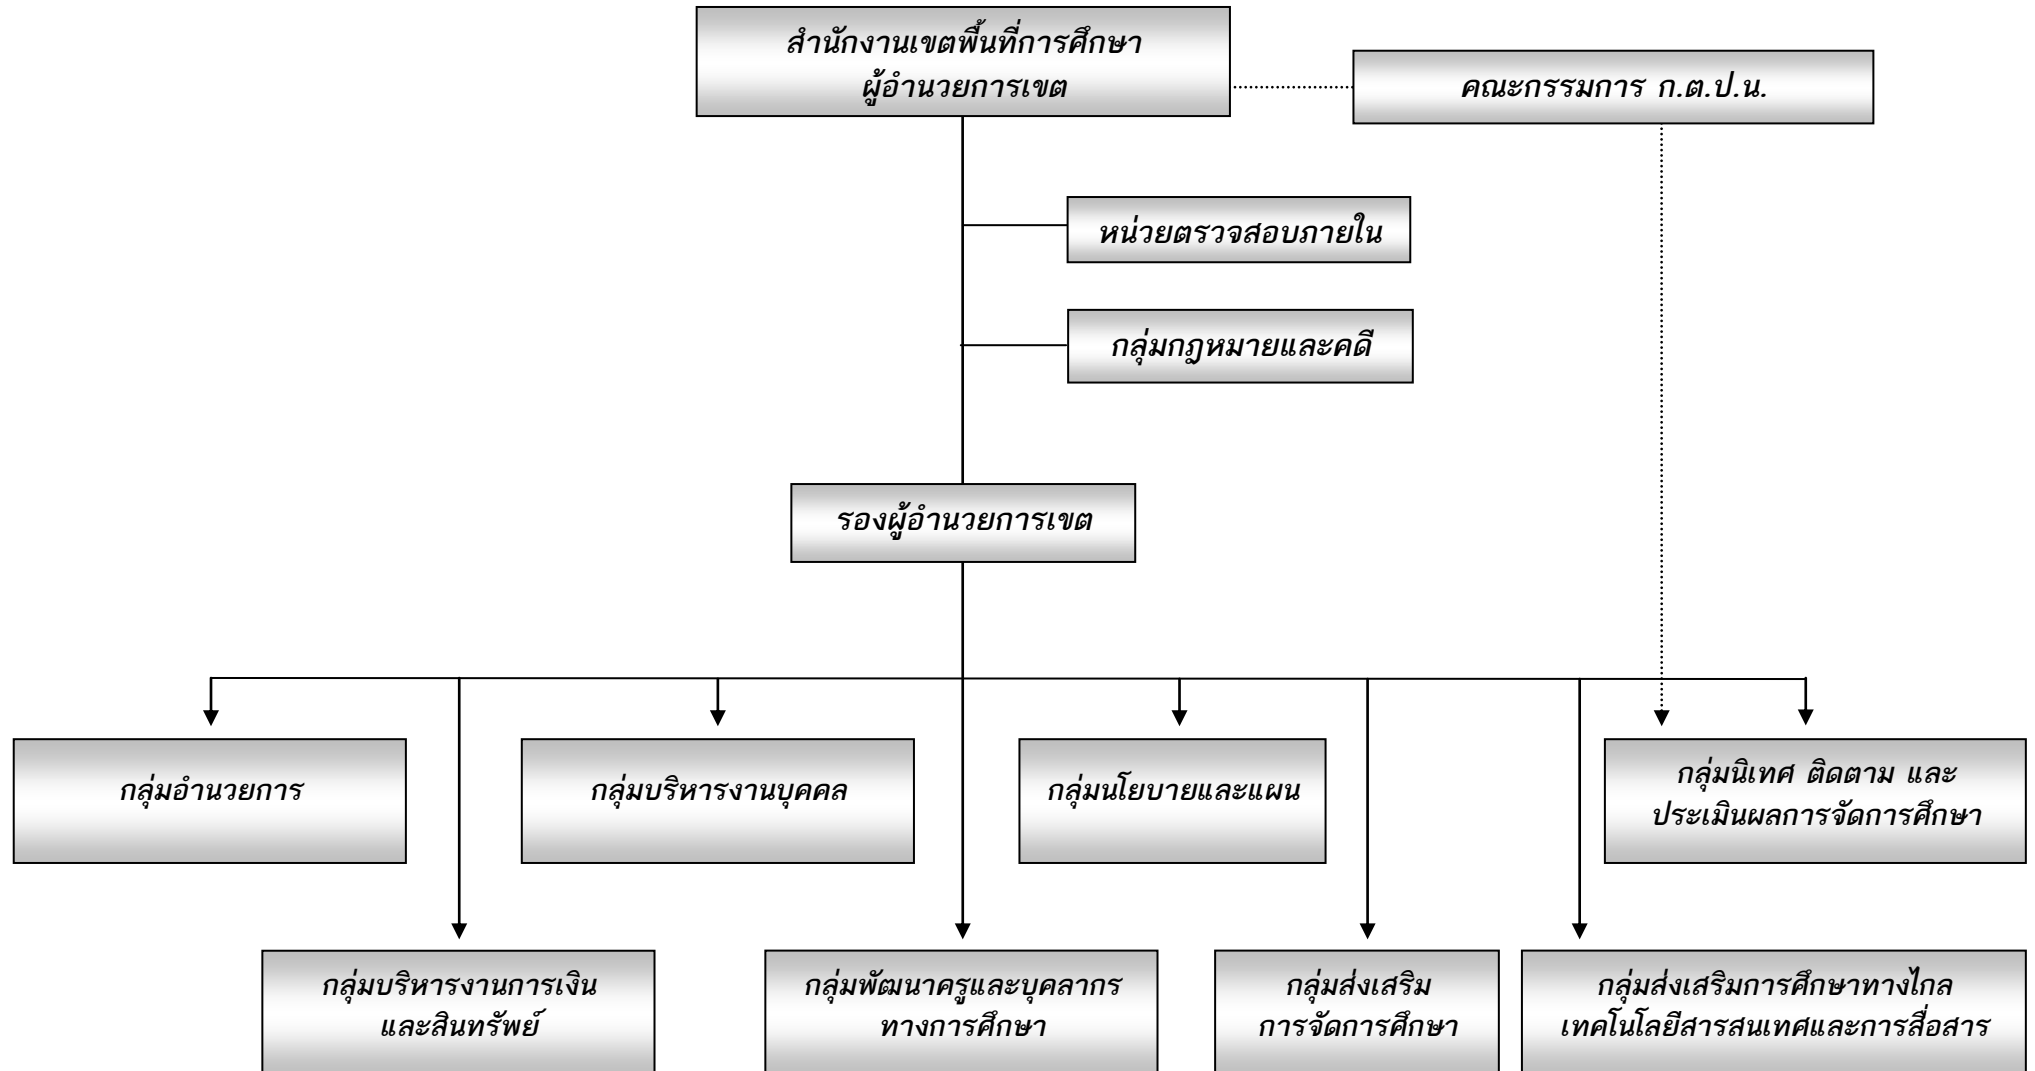 สำนักงานเขตพื้นที่การศึกษา
ผู้อำนวยการเขต
คณะกรรมการ ก.ต.ป.น.
หน่วยตรวจสอบภายใน
กลุ่มกฎหมายและคดี
รองผู้อำนวยการเขต
กลุ่มอำนวยการ
กลุ่มบริหารงานบุคคล
กลุ่มนโยบายและแผน
กลุ่มนิเทศ ติดตาม และ
ประเมินผลการจัดการศึกษา
กลุ่มบริหารงานการเงิน
และสินทรัพย์
กลุ่มพัฒนาครูและบุคลากร
ทางการศึกษา
กลุ่มส่งเสริม
การจัดการศึกษา
กลุ่มส่งเสริมการศึกษาทางไกล
เทคโนโลยีสารสนเทศและการสื่อสาร